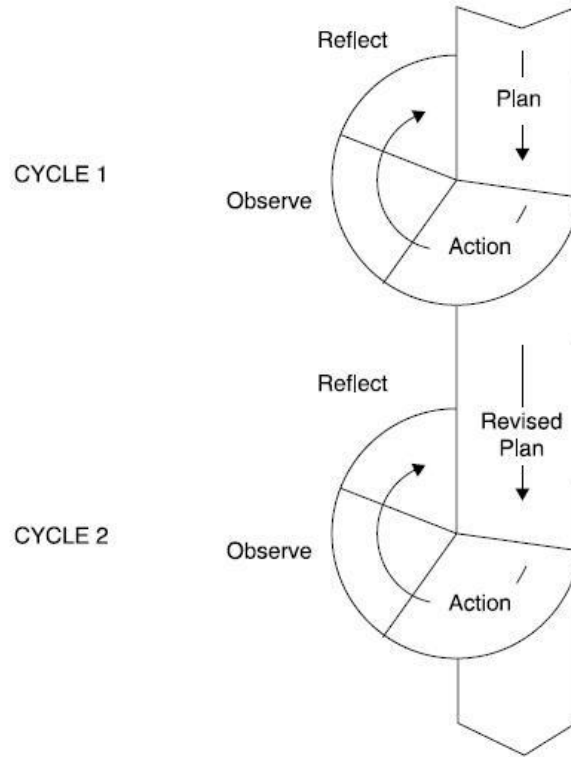 Reflect
Plan
CYCLE 1
Observe
Action
Reflect
Revised
Plan
CYCLE 2
Observe
Action